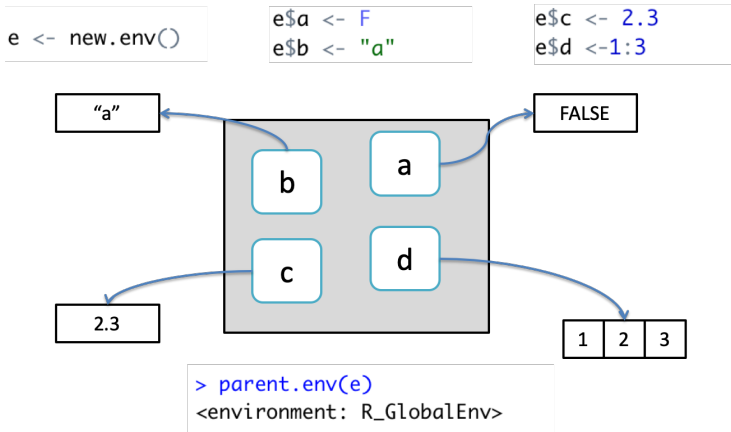 e <- new.env()
e$a <- F
e$b <- "a"
e$c <- 2.3
e$d <-1:3
“a”
FALSE
b
a
c
d
2.3
1 2 3
> parent.env(e)
<environment: R_GlobalEnv>